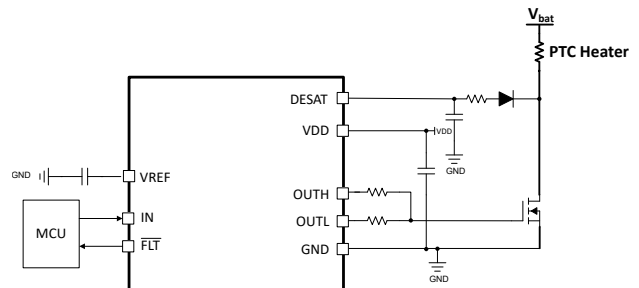 Vbat
PTC Heater
DESAT
VDD
VDD
GND
GND
VREF
OUTH
MCU
IN
OUTL
FLT
GND
GND